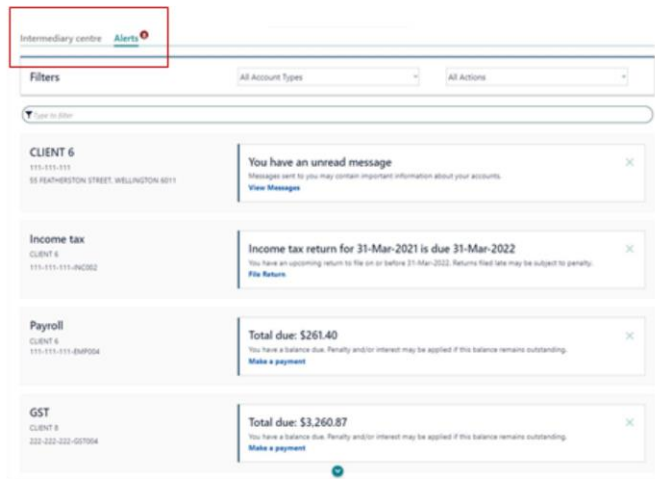 Intermediary centre Alerts
Filters
All Account Types
All Actions
Type to filter
CLIENT 6
111-111-111
55 FEATHERSTON STREET, WELLINGTON 6011
You have an unread message
Messages sent to you may contain important information about your accounts.
View Messages
Income tax
CLIENT 6
111-111-111-INC002
Income tax return for 31-Mar-2021 is due 31-Mar-2022
You have an upcoming return to file on or before 31-Mar-2022. Returns filed late may be subject to penalty.
File Return
Payroll
CLIENT 6
111-111-111-EMP004
Total due: $261.40
You have a balance due. Penalty and/or interest may be applied if this balance remains outstanding.
Make a payment
GST
CLIENT 8
222-222-222-GST004
Total due: $3,260.87
You have a balance due. Penalty and/or interest may be applied if this balance remains outstanding.
Make a payment